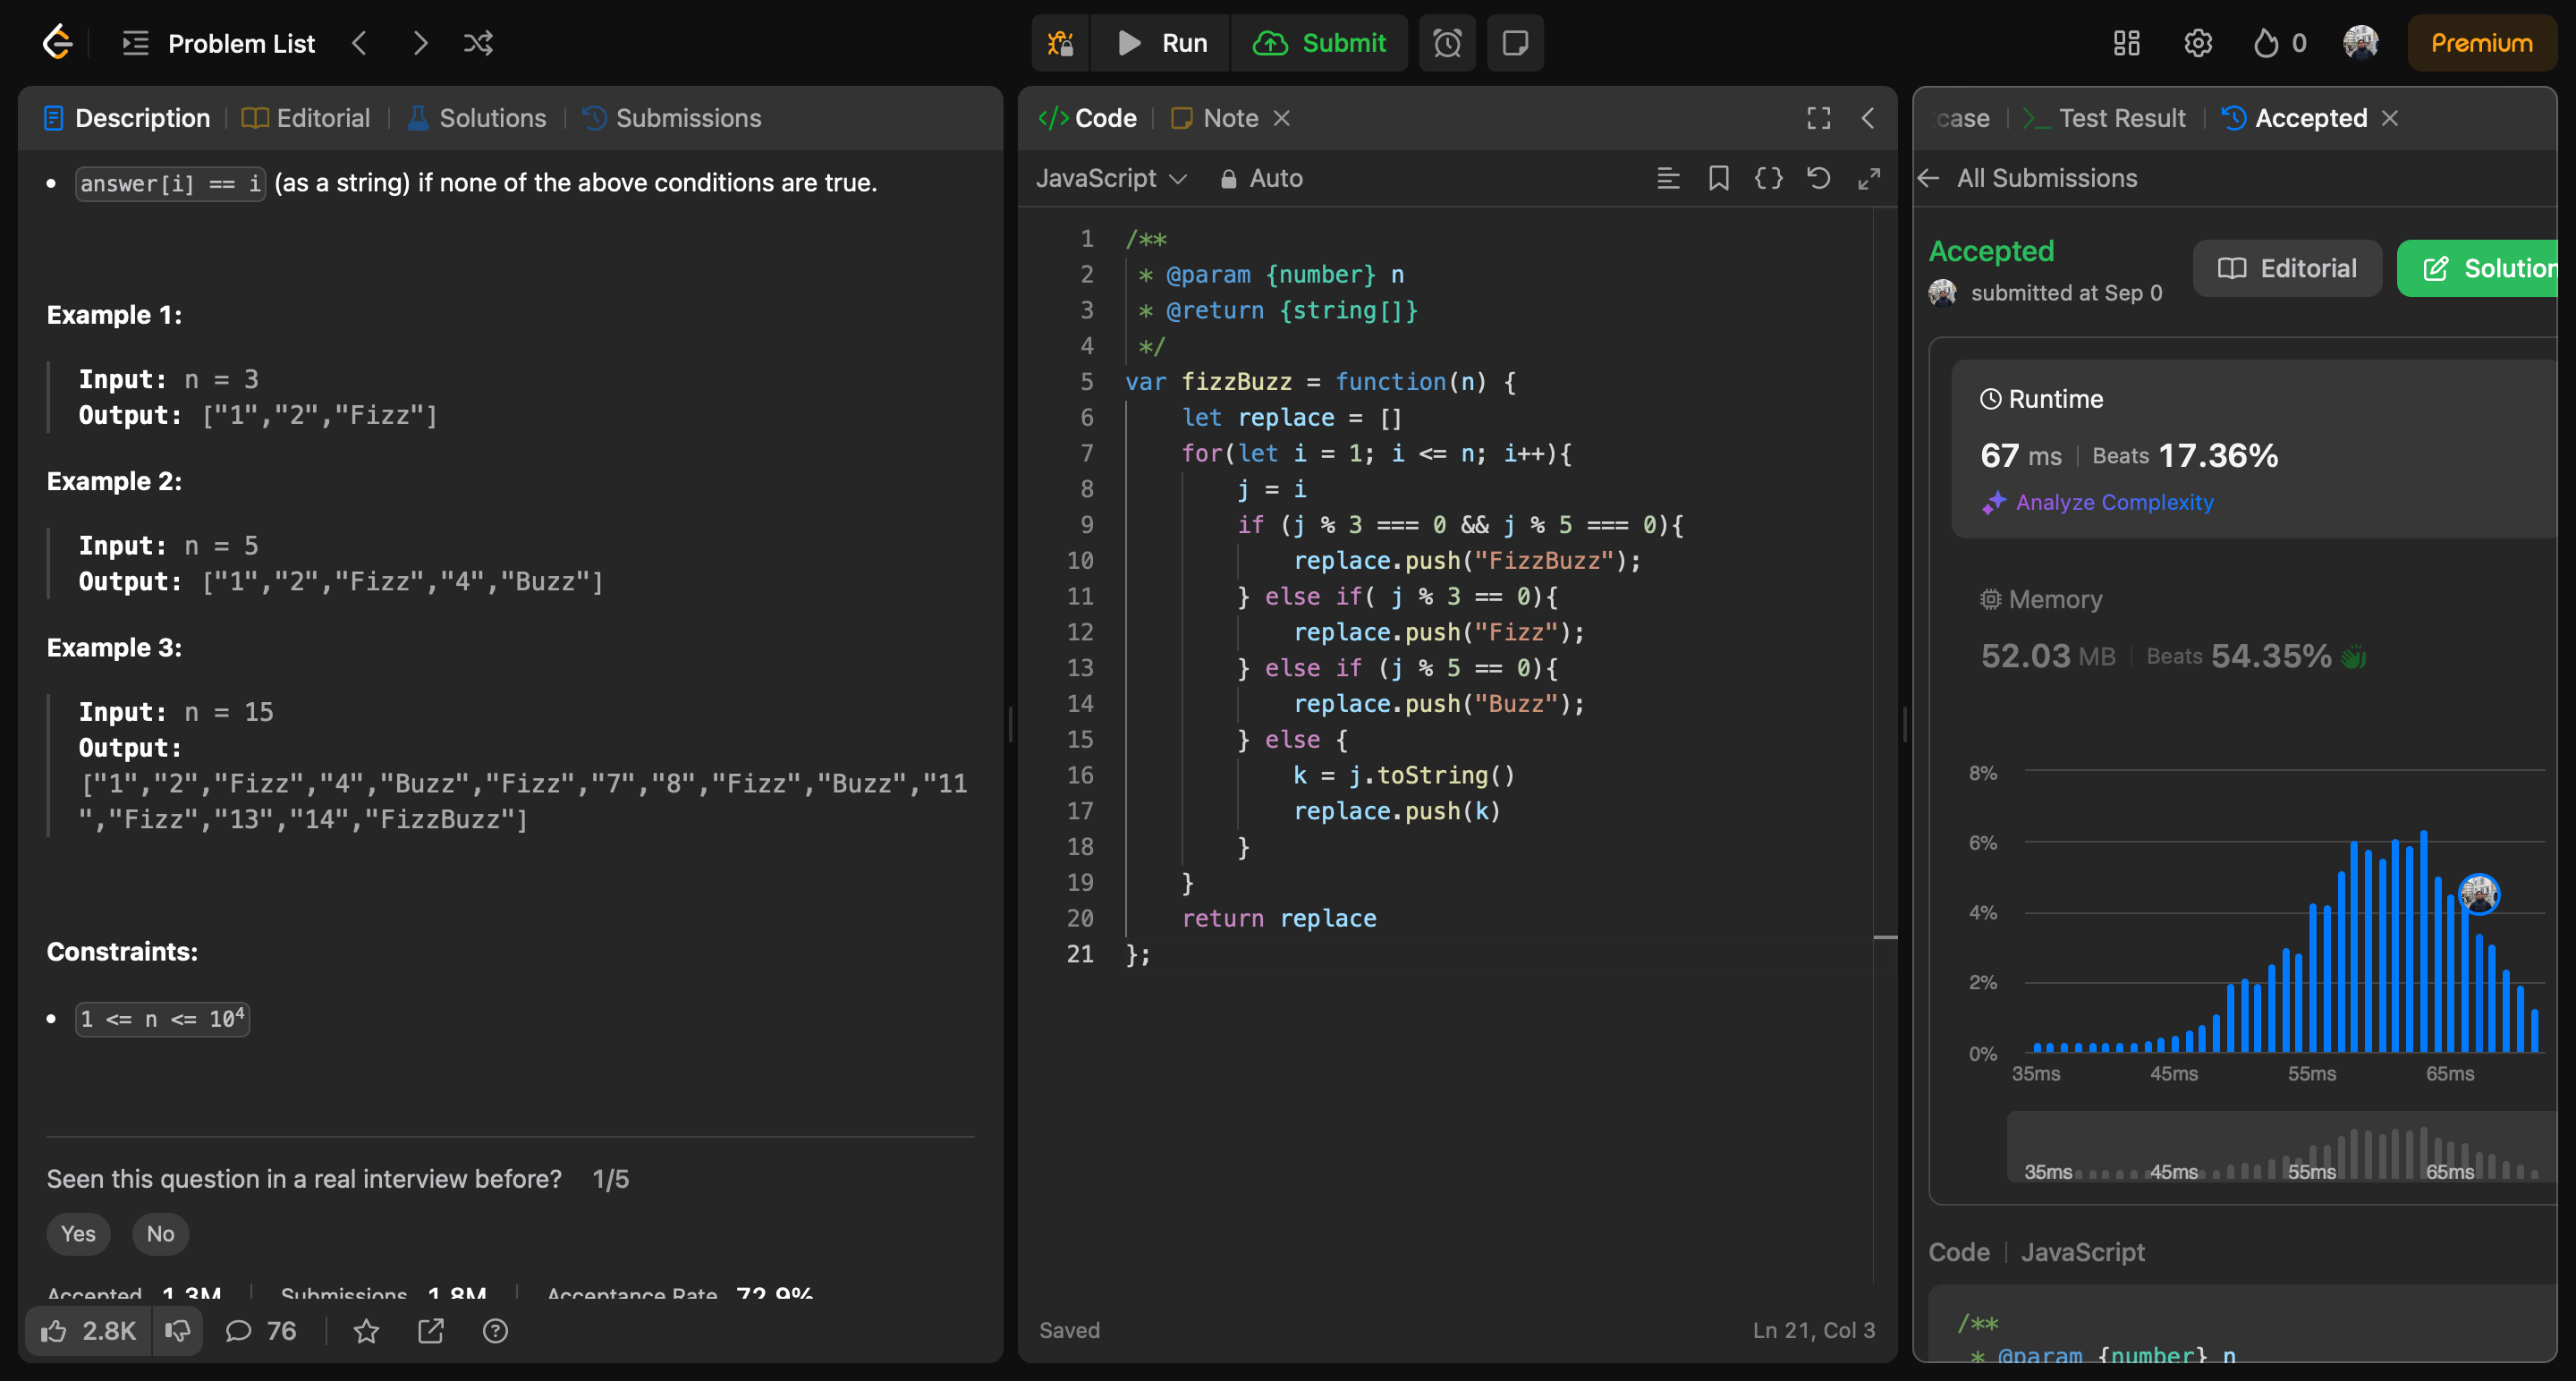 Problem List
Run
Submit
0
Premium
Description
Editorial
Solutions
Submissions
answer[i] == i (as a string) if none of the above conditions are true.
Example 1:
Input: n = 3
Output: ["1","2","Fizz"]
Example 2:
Input: n = 5
Output: ["1","2","Fizz","4","Buzz"]
Example 3:
Input: n = 15
Output:
["1","2","Fizz","4","Buzz","Fizz","7","8","Fizz","Buzz","11
","Fizz","13","14","FizzBuzz"]
Constraints:
1 <= n <= 10⁴
Seen this question in a real interview before? 1/5
Yes No
Accepted 1.3M Submissions 1.8M Acceptance Rate 72.9%
2.8K 76
</> Code
Note
JavaScript
Auto
1 /**
2  * @param {number} n
3  * @return {string[]}
4  */
5 var fizzBuzz = function(n) {
6     let replace = []
7     for(let i = 1; i <= n; i++){
8         j = i
9         if (j % 3 === 0 && j % 5 === 0){
10             replace.push("FizzBuzz");
11         } else if( j % 3 == 0){
12             replace.push("Fizz");
13         } else if (j % 5 == 0){
14             replace.push("Buzz");
15         } else {
16             k = j.toString()
17             replace.push(k)
18         }
19     }
20     return replace
21 };
Saved
Ln 21, Col 3
case
Test Result
Accepted
All Submissions
Accepted
submitted at Sep 0
Editorial
Solution
Runtime
67 ms Beats 17.36%
Analyze Complexity
Memory
52.03 MB Beats 54.35%
8%
6%
4%
2%
0%
35ms 45ms 55ms 65ms
35ms 45ms 55ms 65ms
Code JavaScript
/**
 * @param {number} n